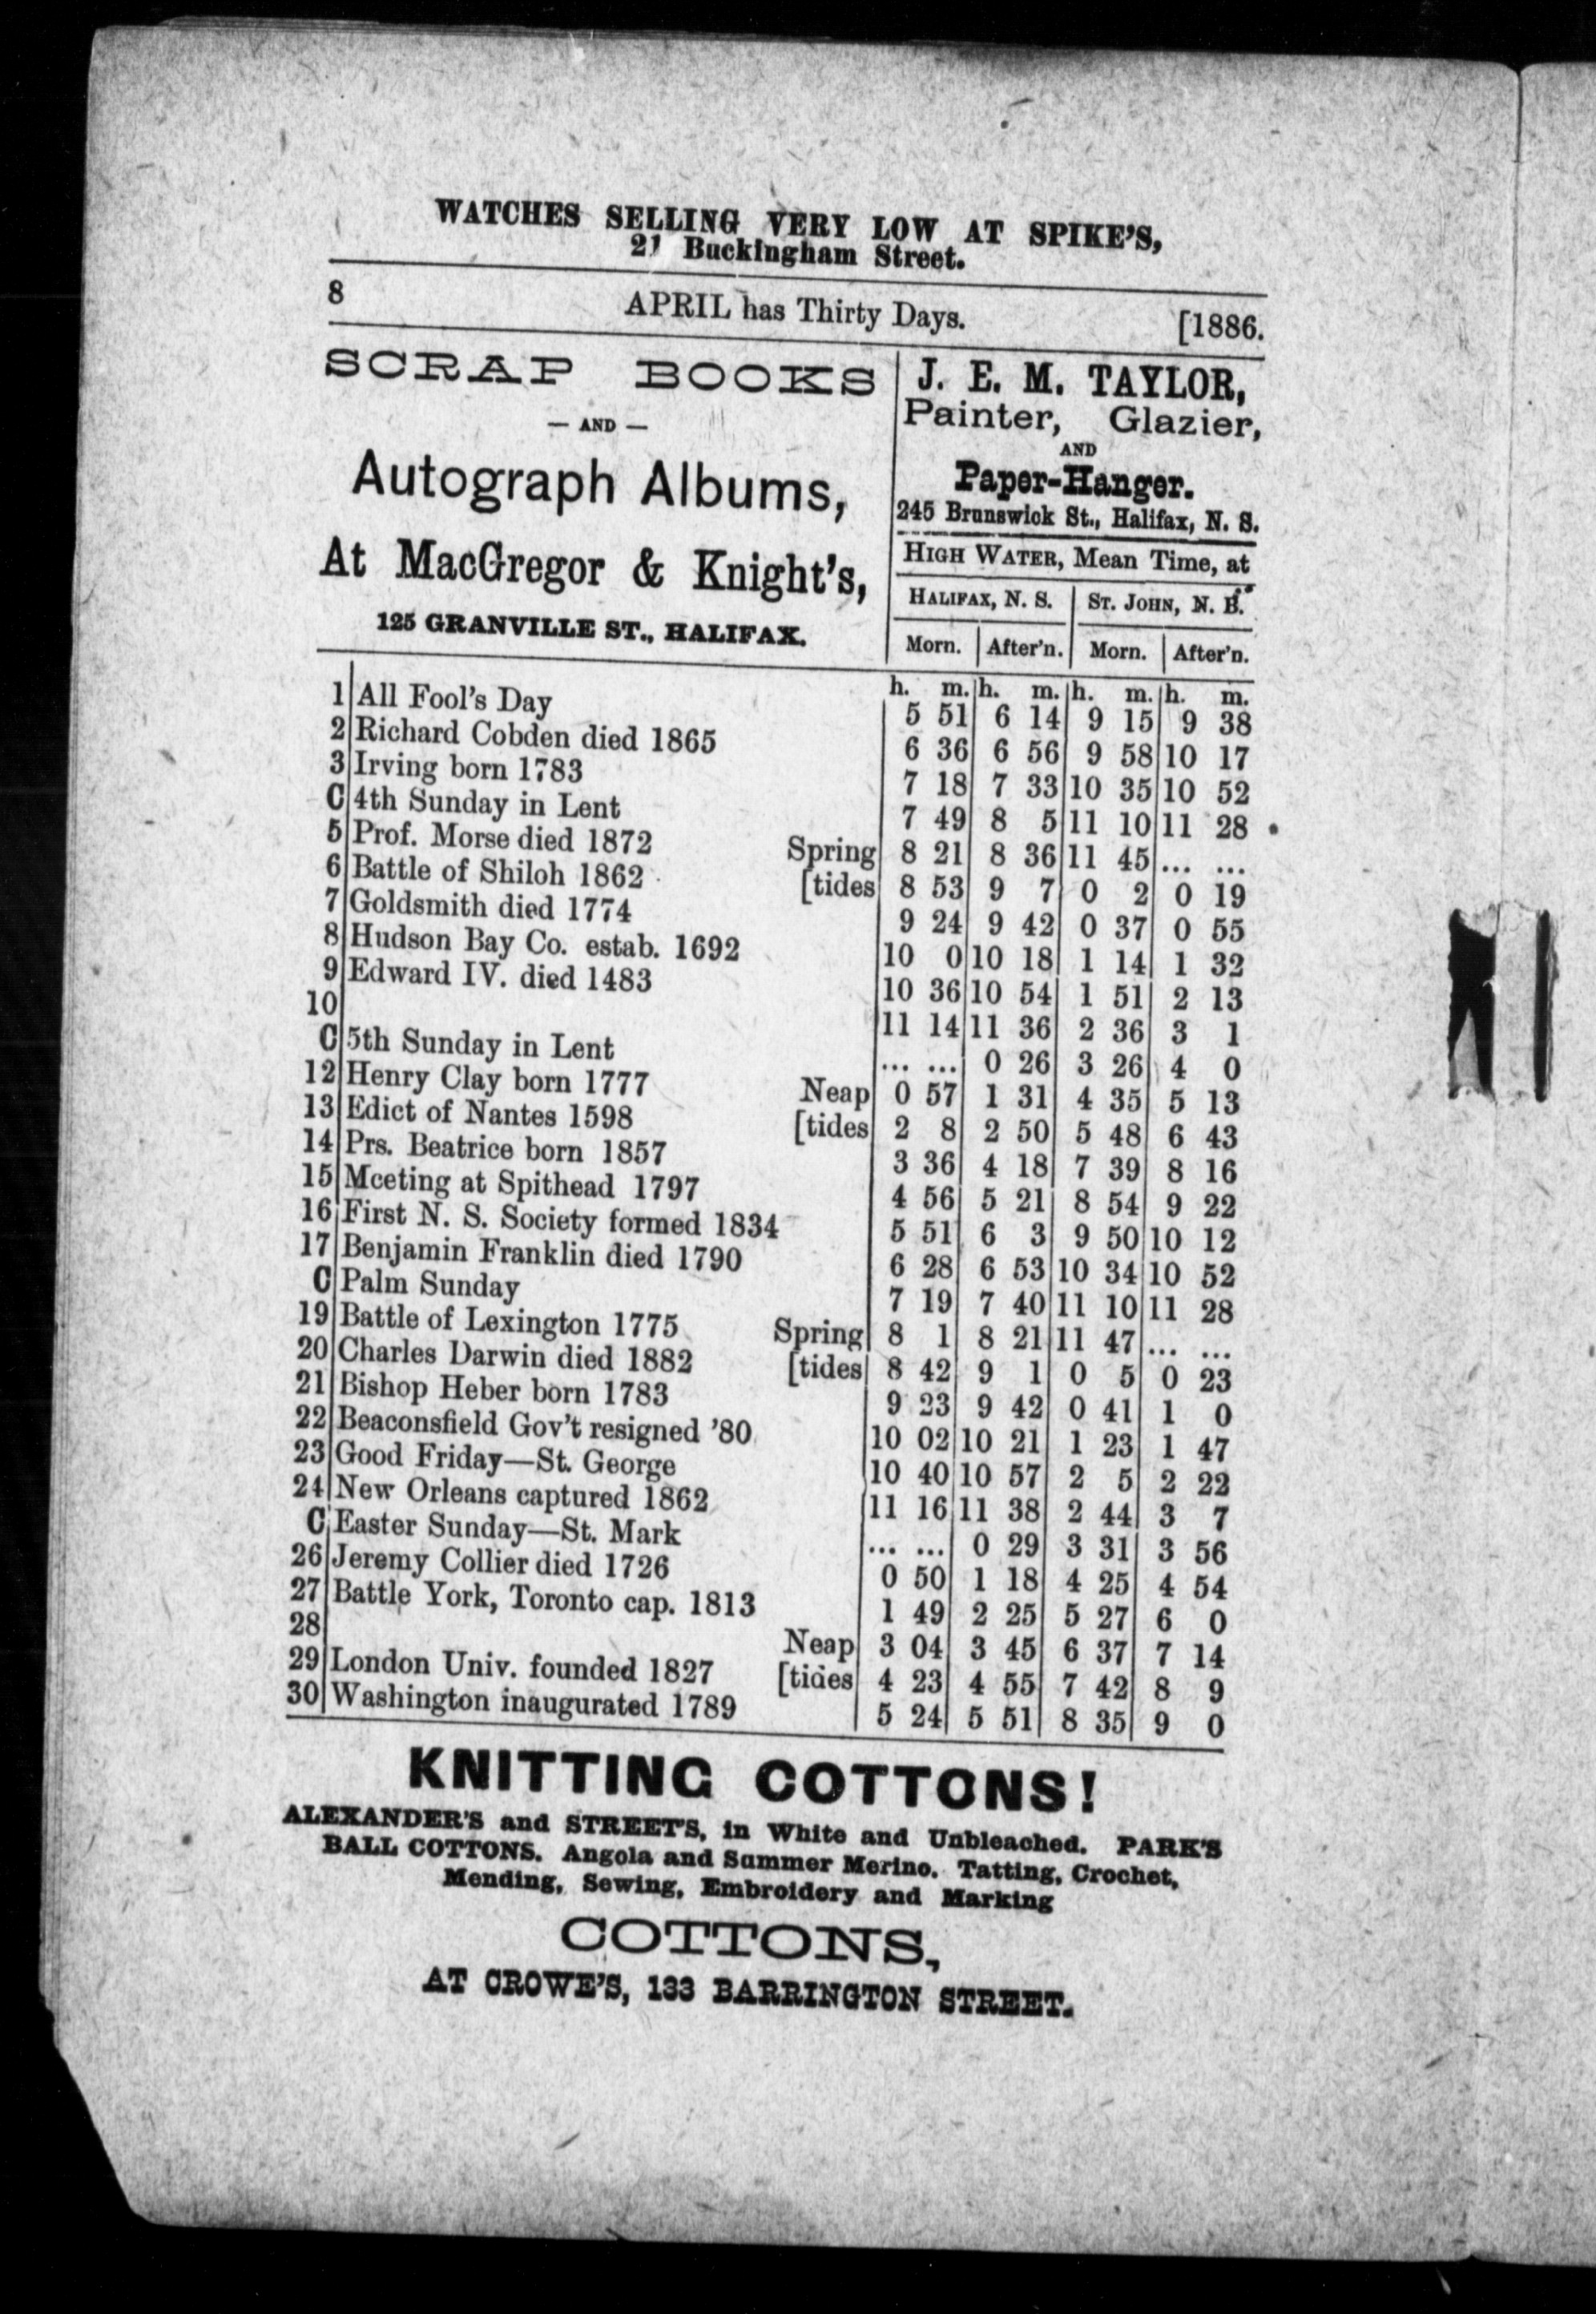 WATCHES SELLING VERY LOW AT SPIKE'S,
21 Buckingham Street.
8 APRIL has Thirty Days. [1886.
SCRAP BOOKS
— AND —
Autograph Albums,
At MacGregor & Knight's,
125 GRANVILLE ST., HALIFAX.
J. E. M. TAYLOR,
Painter, Glazier,
AND
Paper-Hanger.
245 Brunswick St., Halifax, N. S.
HIGH WATER, Mean Time, at
HALIFAX, N. S. ST. JOHN, N. B.
Morn. After'n. Morn. After'n.
h. m. h. m. h. m. h. m.
1 All Fool's Day 5 51 6 14 9 15 9 38
2 Richard Cobden died 1865 6 36 6 56 9 58 10 17
3 Irving born 1783 7 18 7 33 10 35 10 52
C 4th Sunday in Lent 7 49 8 5 11 10 11 28
5 Prof. Morse died 1872 Spring 8 21 8 36 11 45 ... ...
6 Battle of Shiloh 1862 [tides 8 53 9 7 0 2 0 19
7 Goldsmith died 1774 9 24 9 42 0 37 0 55
8 Hudson Bay Co. estab. 1692 10 0 10 18 1 14 1 32
9 Edward IV. died 1483 10 36 10 54 1 51 2 13
10 11 14 11 36 2 36 3 1
C 5th Sunday in Lent ... ... 0 26 3 26 4 0
12 Henry Clay born 1777 Neap 0 57 1 31 4 35 5 13
13 Edict of Nantes 1598 [tides 2 8 2 50 5 48 6 43
14 Prs. Beatrice born 1857 3 36 4 18 7 39 8 16
15 Mceting at Spithead 1797 4 56 5 21 8 54 9 22
16 First N. S. Society formed 1834 5 51 6 3 9 50 10 12
17 Benjamin Franklin died 1790 6 28 6 53 10 34 10 52
C Palm Sunday 7 19 7 40 11 10 11 28
19 Battle of Lexington 1775 Spring 8 1 8 21 11 47 ... ...
20 Charles Darwin died 1882 [tides 8 42 9 1 0 5 0 23
21 Bishop Heber born 1783 9 23 9 42 0 41 1 0
22 Beaconsfield Gov't resigned '80 10 02 10 21 1 23 1 47
23 Good Friday—St. George 10 40 10 57 2 5 2 22
24 New Orleans captured 1862 11 16 11 38 2 44 3 7
C Easter Sunday—St. Mark ... ... 0 29 3 31 3 56
26 Jeremy Collier died 1726 0 50 1 18 4 25 4 54
27 Battle York, Toronto cap. 1813 1 49 2 25 5 27 6 0
28 Neap 3 04 3 45 6 37 7 14
29 London Univ. founded 1827 [tides 4 23 4 55 7 42 8 9
30 Washington inaugurated 1789 5 24 5 51 8 35 9 0
KNITTING COTTONS!
ALEXANDER'S and STREET'S, in White and Unbleached. PARK'S
BALL COTTONS. Angola and Summer Merino. Tatting, Crochet,
Mending, Sewing, Embroidery and Marking
COTTONS,
AT CROWE'S, 133 BARRINGTON STREET.